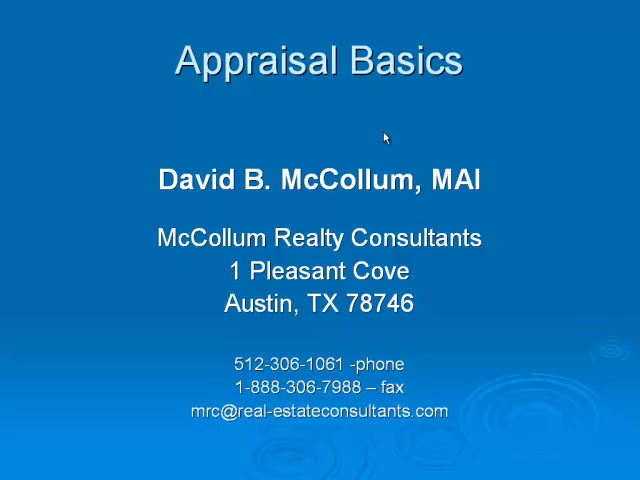 Appraisal Basics
David B. McCollum, MAI
McCollum Realty Consultants
1 Pleasant Cove
Austin, TX 78746
512-306-1061 -phone
1-888-306-7988 – fax
mrc@real-estateconsultants.com